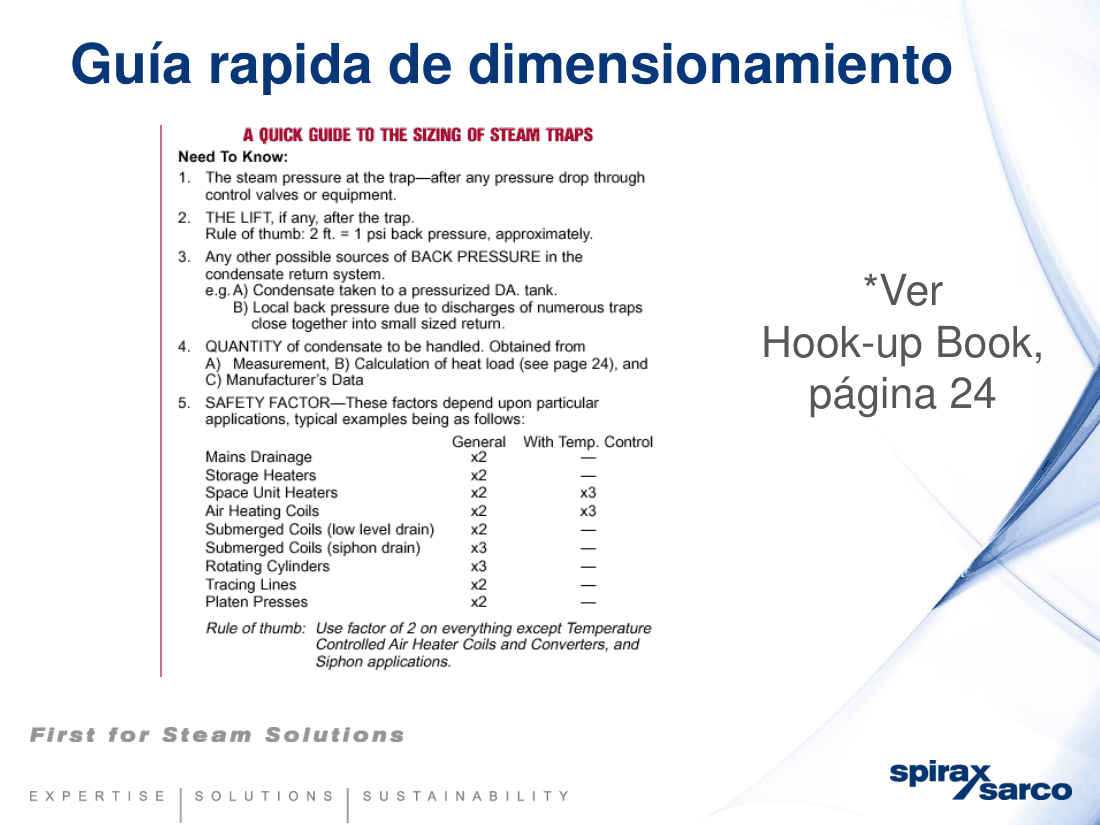 Guía rapida de dimensionamiento
A QUICK GUIDE TO THE SIZING OF STEAM TRAPS
Need To Know:
1. The steam pressure at the trap—after any pressure drop through
control valves or equipment.
2. THE LIFT, if any, after the trap.
Rule of thumb: 2 ft. = 1 psi back pressure, approximately.
3. Any other possible sources of BACK PRESSURE in the
condensate return system.
e.g. A) Condensate taken to a pressurized DA. tank.
B) Local back pressure due to discharges of numerous traps
close together into small sized return.
4. QUANTITY of condensate to be handled. Obtained from
A) Measurement, B) Calculation of heat load (see page 24), and
C) Manufacturer's Data
5. SAFETY FACTOR—These factors depend upon particular
applications, typical examples being as follows:
General With Temp. Control
Mains Drainage x2 —
Storage Heaters x2 —
Space Unit Heaters x2 x3
Air Heating Coils x2 x3
Submerged Coils (low level drain) x2 —
Submerged Coils (siphon drain) x3 —
Rotating Cylinders x3 —
Tracing Lines x2 —
Platen Presses x2 —
Rule of thumb: Use factor of 2 on everything except Temperature
Controlled Air Heater Coils and Converters, and
Siphon applications.
*Ver
Hook-up Book,
página 24
First for Steam Solutions
EXPERTISE SOLUTIONS SUSTAINABILITY
spirax
sarco